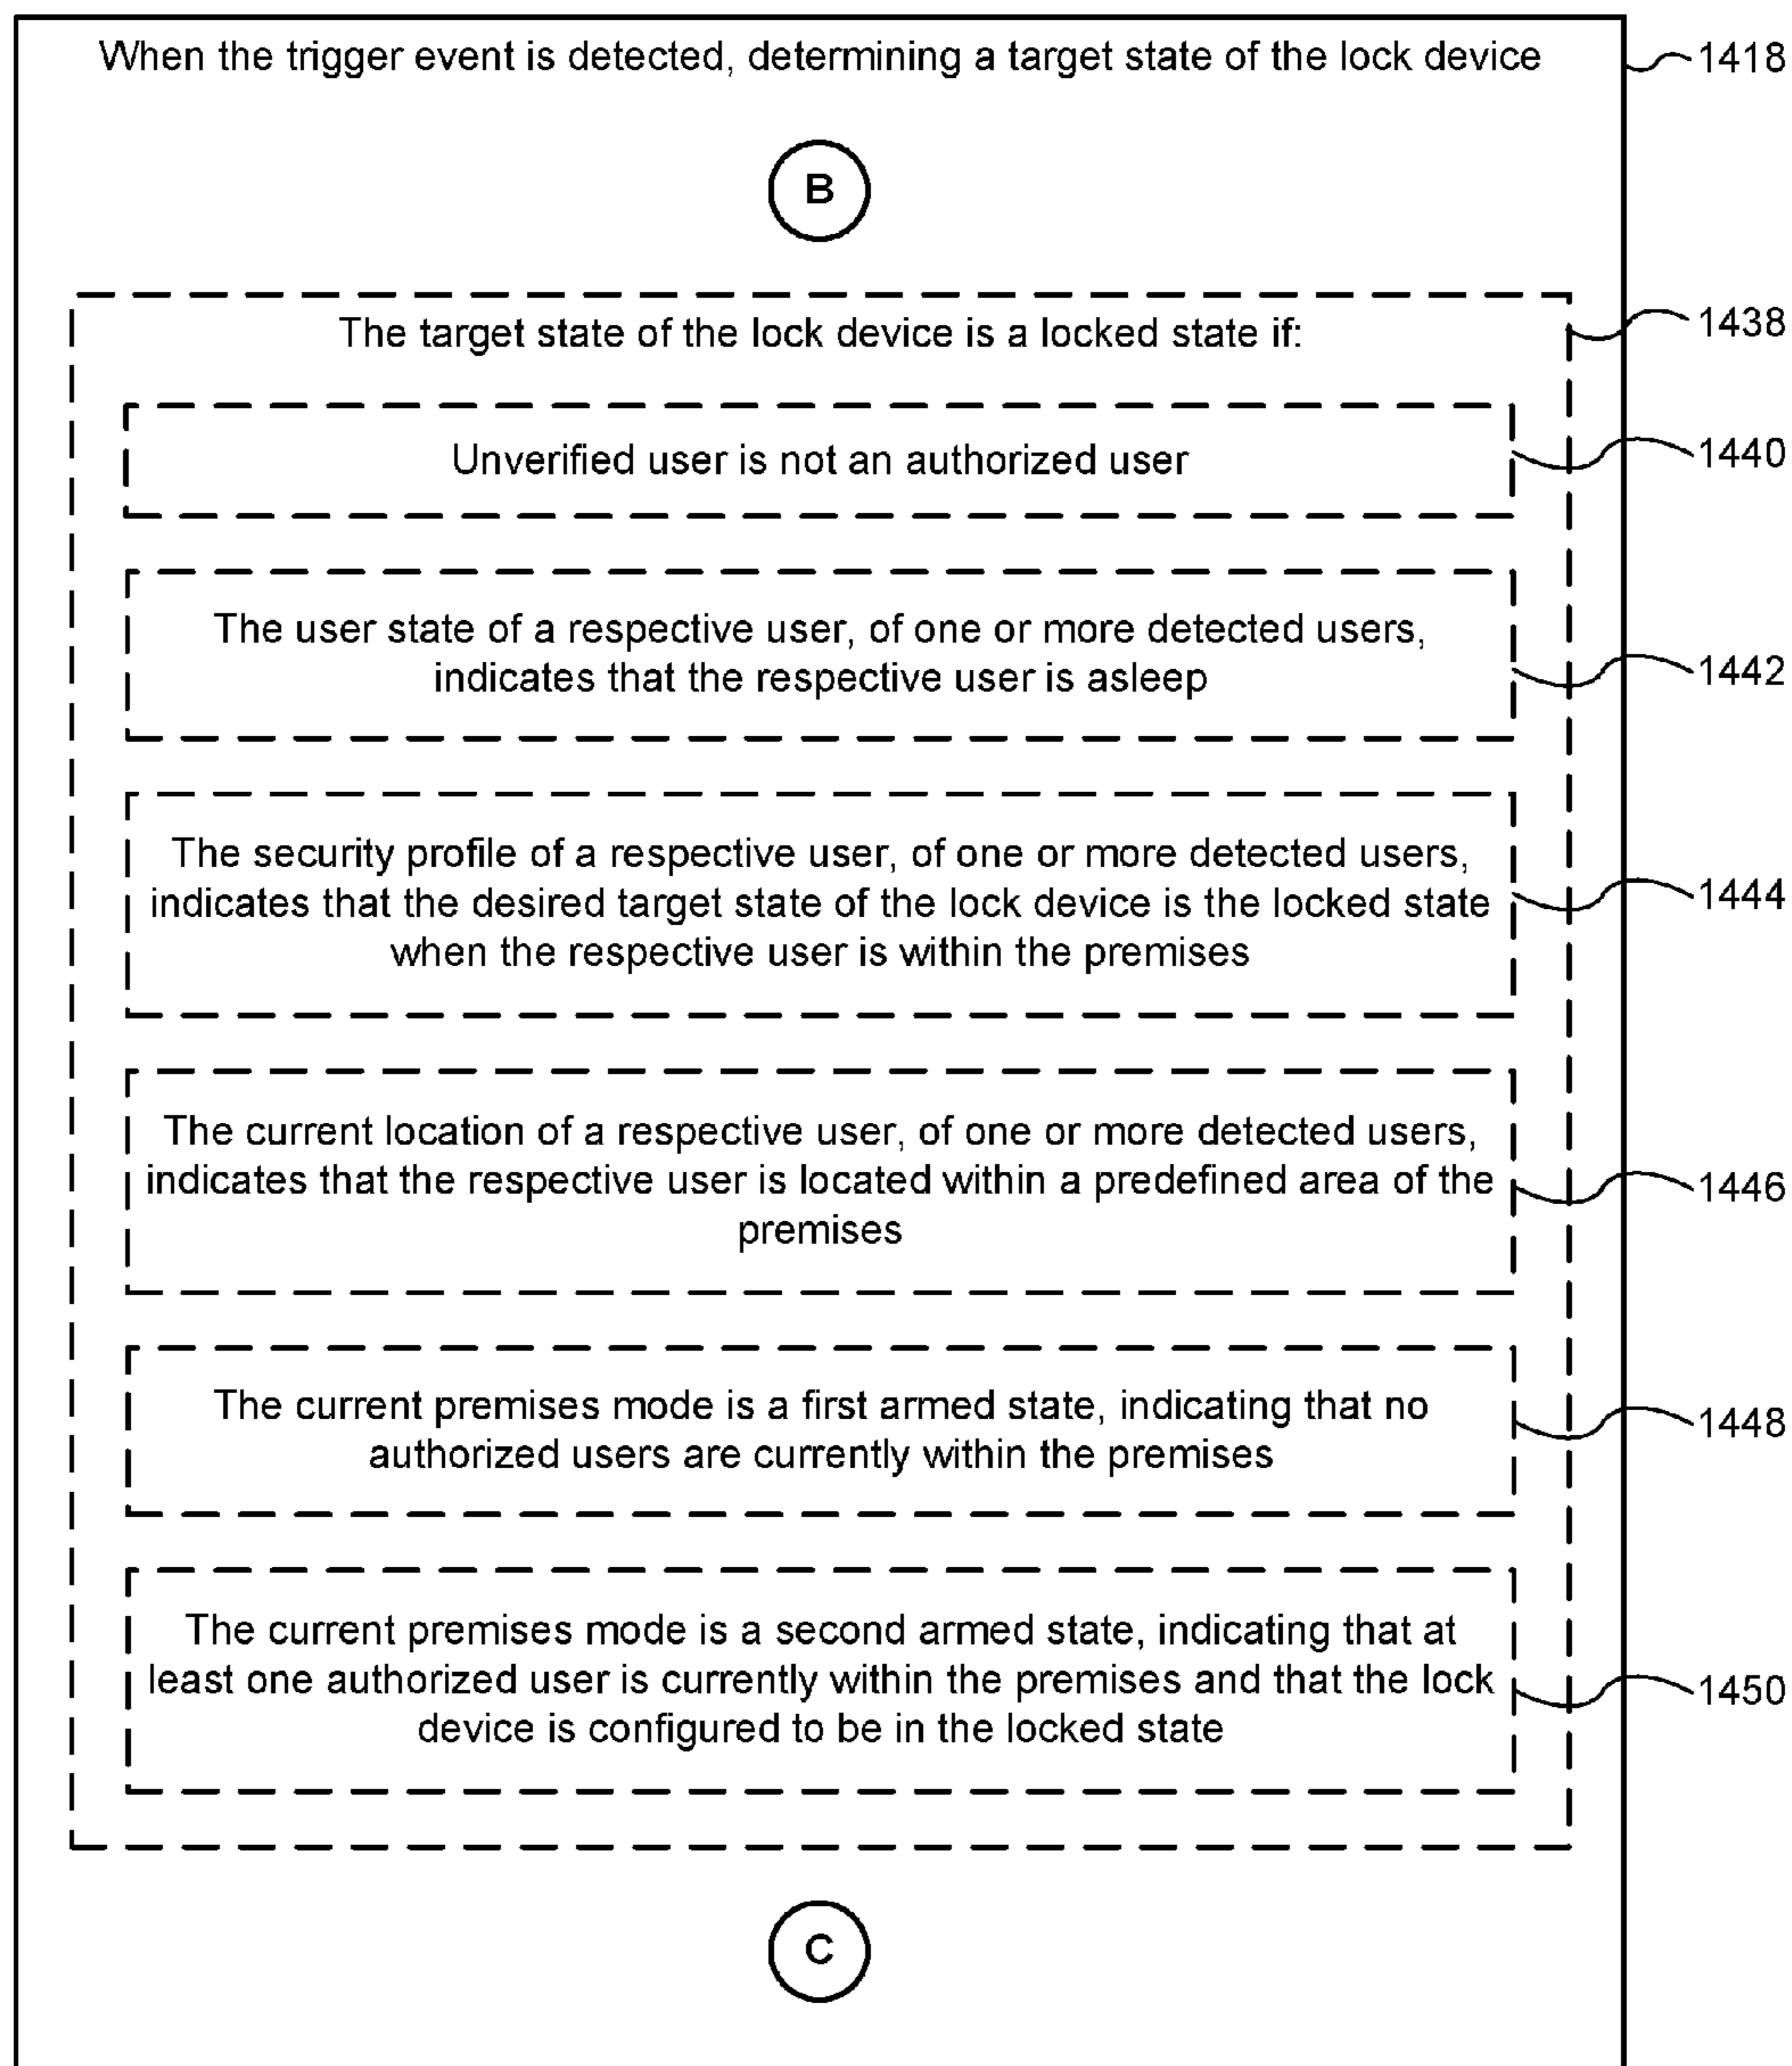 When the trigger event is detected, determining a target state of the lock device
1418
B
The target state of the lock device is a locked state if:
1438
Unverified user is not an authorized user
1440
The user state of a respective user, of one or more detected users,
indicates that the respective user is asleep
1442
The security profile of a respective user, of one or more detected users,
indicates that the desired target state of the lock device is the locked state
when the respective user is within the premises
1444
The current location of a respective user, of one or more detected users,
indicates that the respective user is located within a predefined area of the
premises
1446
The current premises mode is a first armed state, indicating that no
authorized users are currently within the premises
1448
The current premises mode is a second armed state, indicating that at
least one authorized user is currently within the premises and that the lock
device is configured to be in the locked state
1450
C